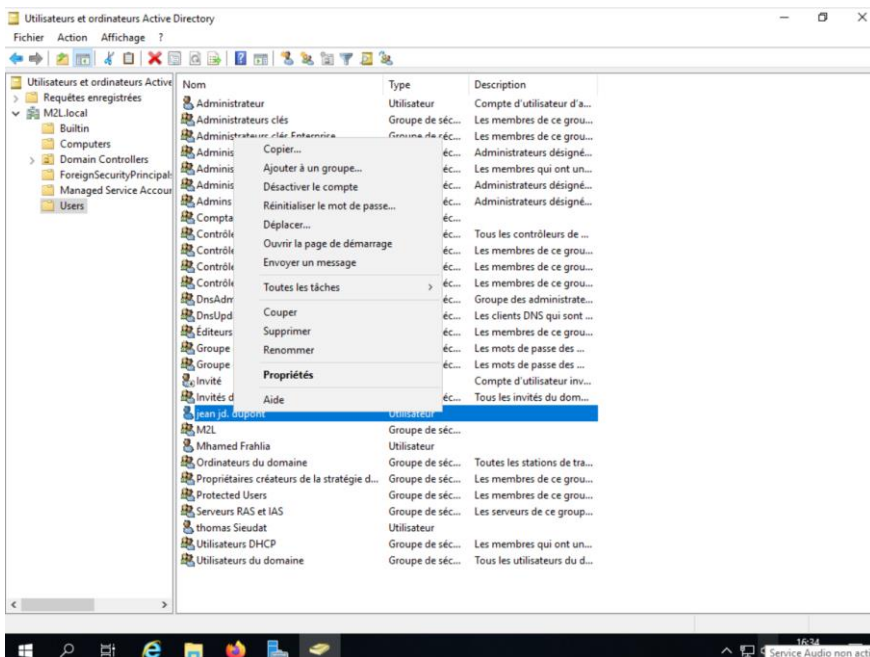 Utilisateurs et ordinateurs Active Directory
Fichier Action Affichage ?
Utilisateurs et ordinateurs Active
Requêtes enregistrées
M2L.local
Builtin
Computers
Domain Controllers
ForeignSecurityPrincipals
Managed Service Accour
Users
Nom Type Description
Administrateur Utilisateur Compte d'utilisateur d'a...
Administrateurs clés Groupe de séc... Les membres de ce grou...
Administrateurs clés Enterprise Groupe de séc... Les membres de ce grou...
Adminis éc... Administrateurs désigné...
Adminis éc... Les membres qui ont un...
Adminis éc... Administrateurs désigné...
Admins éc... Administrateurs désigné...
Compta éc...
Contrôle éc... Tous les contrôleurs de ...
Contrôle éc... Les membres de ce grou...
Contrôle éc... Les membres de ce grou...
Contrôle éc... Les membres de ce grou...
DnsAdm éc... Groupe des administrate...
DnsUpd éc... Les clients DNS qui sont ...
Éditeurs éc... Les membres de ce grou...
Groupe éc... Les mots de passe des ...
Groupe éc... Les mots de passe des ...
Invité Compte d'utilisateur inv...
Invités d éc... Tous les invités du dom...
jean jd. dupont Utilisateur
M2L Groupe de séc...
Mhamed Frahlia Utilisateur
Ordinateurs du domaine Groupe de séc... Toutes les stations de tra...
Propriétaires créateurs de la stratégie d... Groupe de séc... Les membres de ce grou...
Protected Users Groupe de séc... Les membres de ce grou...
Serveurs RAS et IAS Groupe de séc... Les serveurs de ce group...
thomas Sieudat Utilisateur
Utilisateurs DHCP Groupe de séc... Les membres qui ont un...
Utilisateurs du domaine Groupe de séc... Tous les utilisateurs du d...
Copier...
Ajouter à un groupe...
Désactiver le compte
Réinitialiser le mot de passe...
Déplacer...
Ouvrir la page de démarrage
Envoyer un message
Toutes les tâches
Couper
Supprimer
Renommer
Propriétés
Aide
16:34
Service Audio non acti